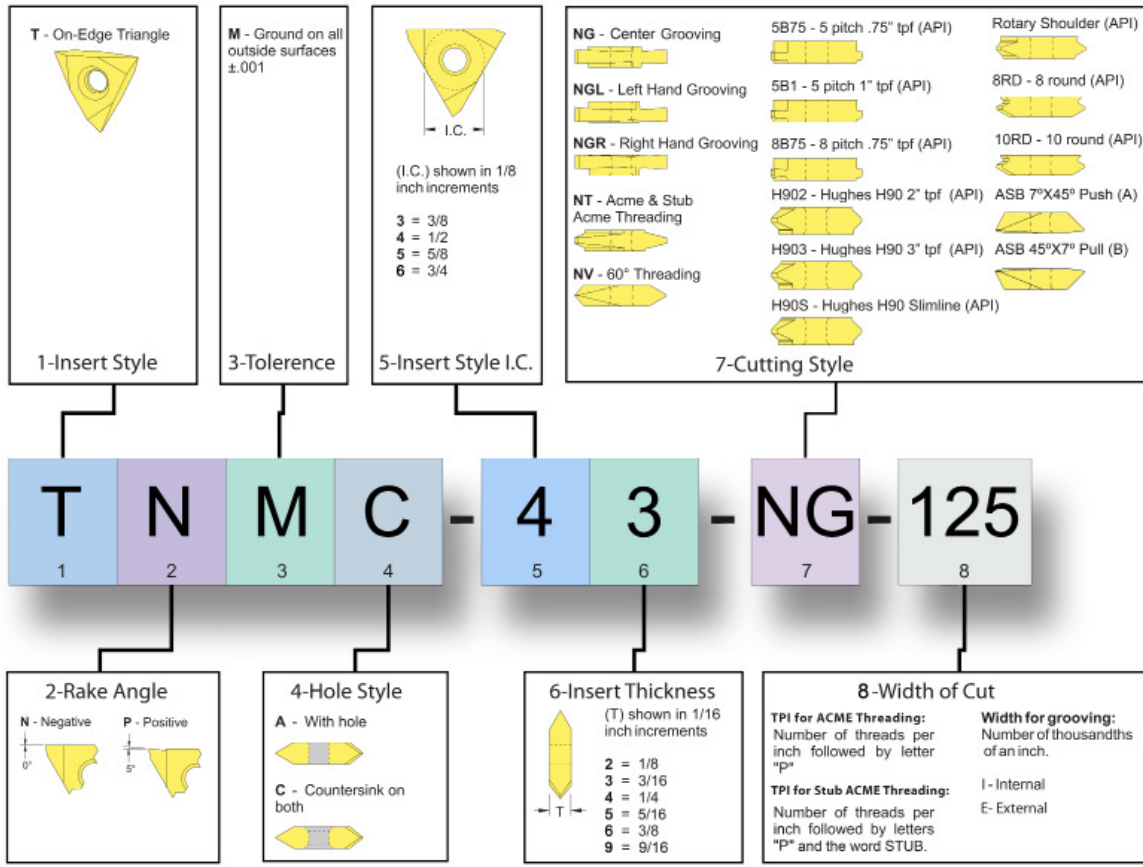 T - On-Edge Triangle
1-Insert Style
M - Ground on all
outside surfaces
±.001
3-Tolerence
I.C.
(I.C.) shown in 1/8
inch increments
3 = 3/8
4 = 1/2
5 = 5/8
6 = 3/4
5-Insert Style I.C.
NG - Center Grooving
NGL - Left Hand Grooving
NGR - Right Hand Grooving
NT - Acme & Stub
Acme Threading
NV - 60° Threading
5B75 - 5 pitch .75" tpf (API)
5B1 - 5 pitch 1" tpf (API)
8B75 - 8 pitch .75" tpf (API)
H902 - Hughes H90 2" tpf (API)
H903 - Hughes H90 3" tpf (API)
H90S - Hughes H90 Slimline (API)
Rotary Shoulder (API)
8RD - 8 round (API)
10RD - 10 round (API)
ASB 7ºX45º Push (A)
ASB 45ºX7º Pull (B)
7-Cutting Style
T N M C - 4 3 - NG - 125
1 2 3 4 5 6 7 8
2-Rake Angle
N - Negative P - Positive
0° 5°
4-Hole Style
A - With hole
C - Countersink on
both
6-Insert Thickness
(T) shown in 1/16
inch increments
2 = 1/8
3 = 3/16
4 = 1/4
5 = 5/16
6 = 3/8
9 = 9/16
T
8-Width of Cut
TPI for ACME Threading:
Number of threads per
inch followed by letter
"P"
TPI for Stub ACME Threading:
Number of threads per
inch followed by letters
"P" and the word STUB.
Width for grooving:
Number of thousandths
of an inch.
I - Internal
E- External